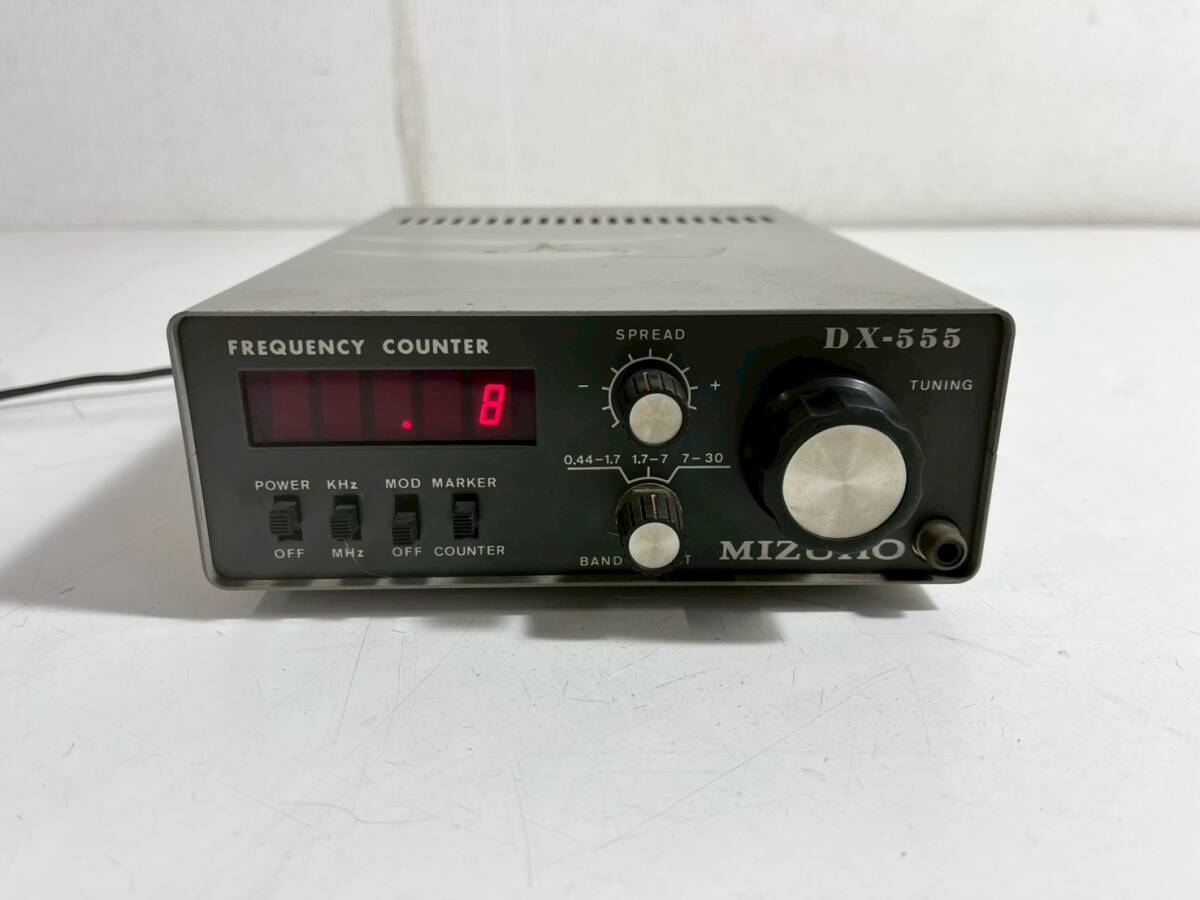 FREQUENCY COUNTER
8
.
SPREAD
- +
DX-555
TUNING
0.44-1.7 1.7-7 7-30
POWER KHz MOD MARKER
OFF MHz OFF COUNTER
BAND
MIZUHO